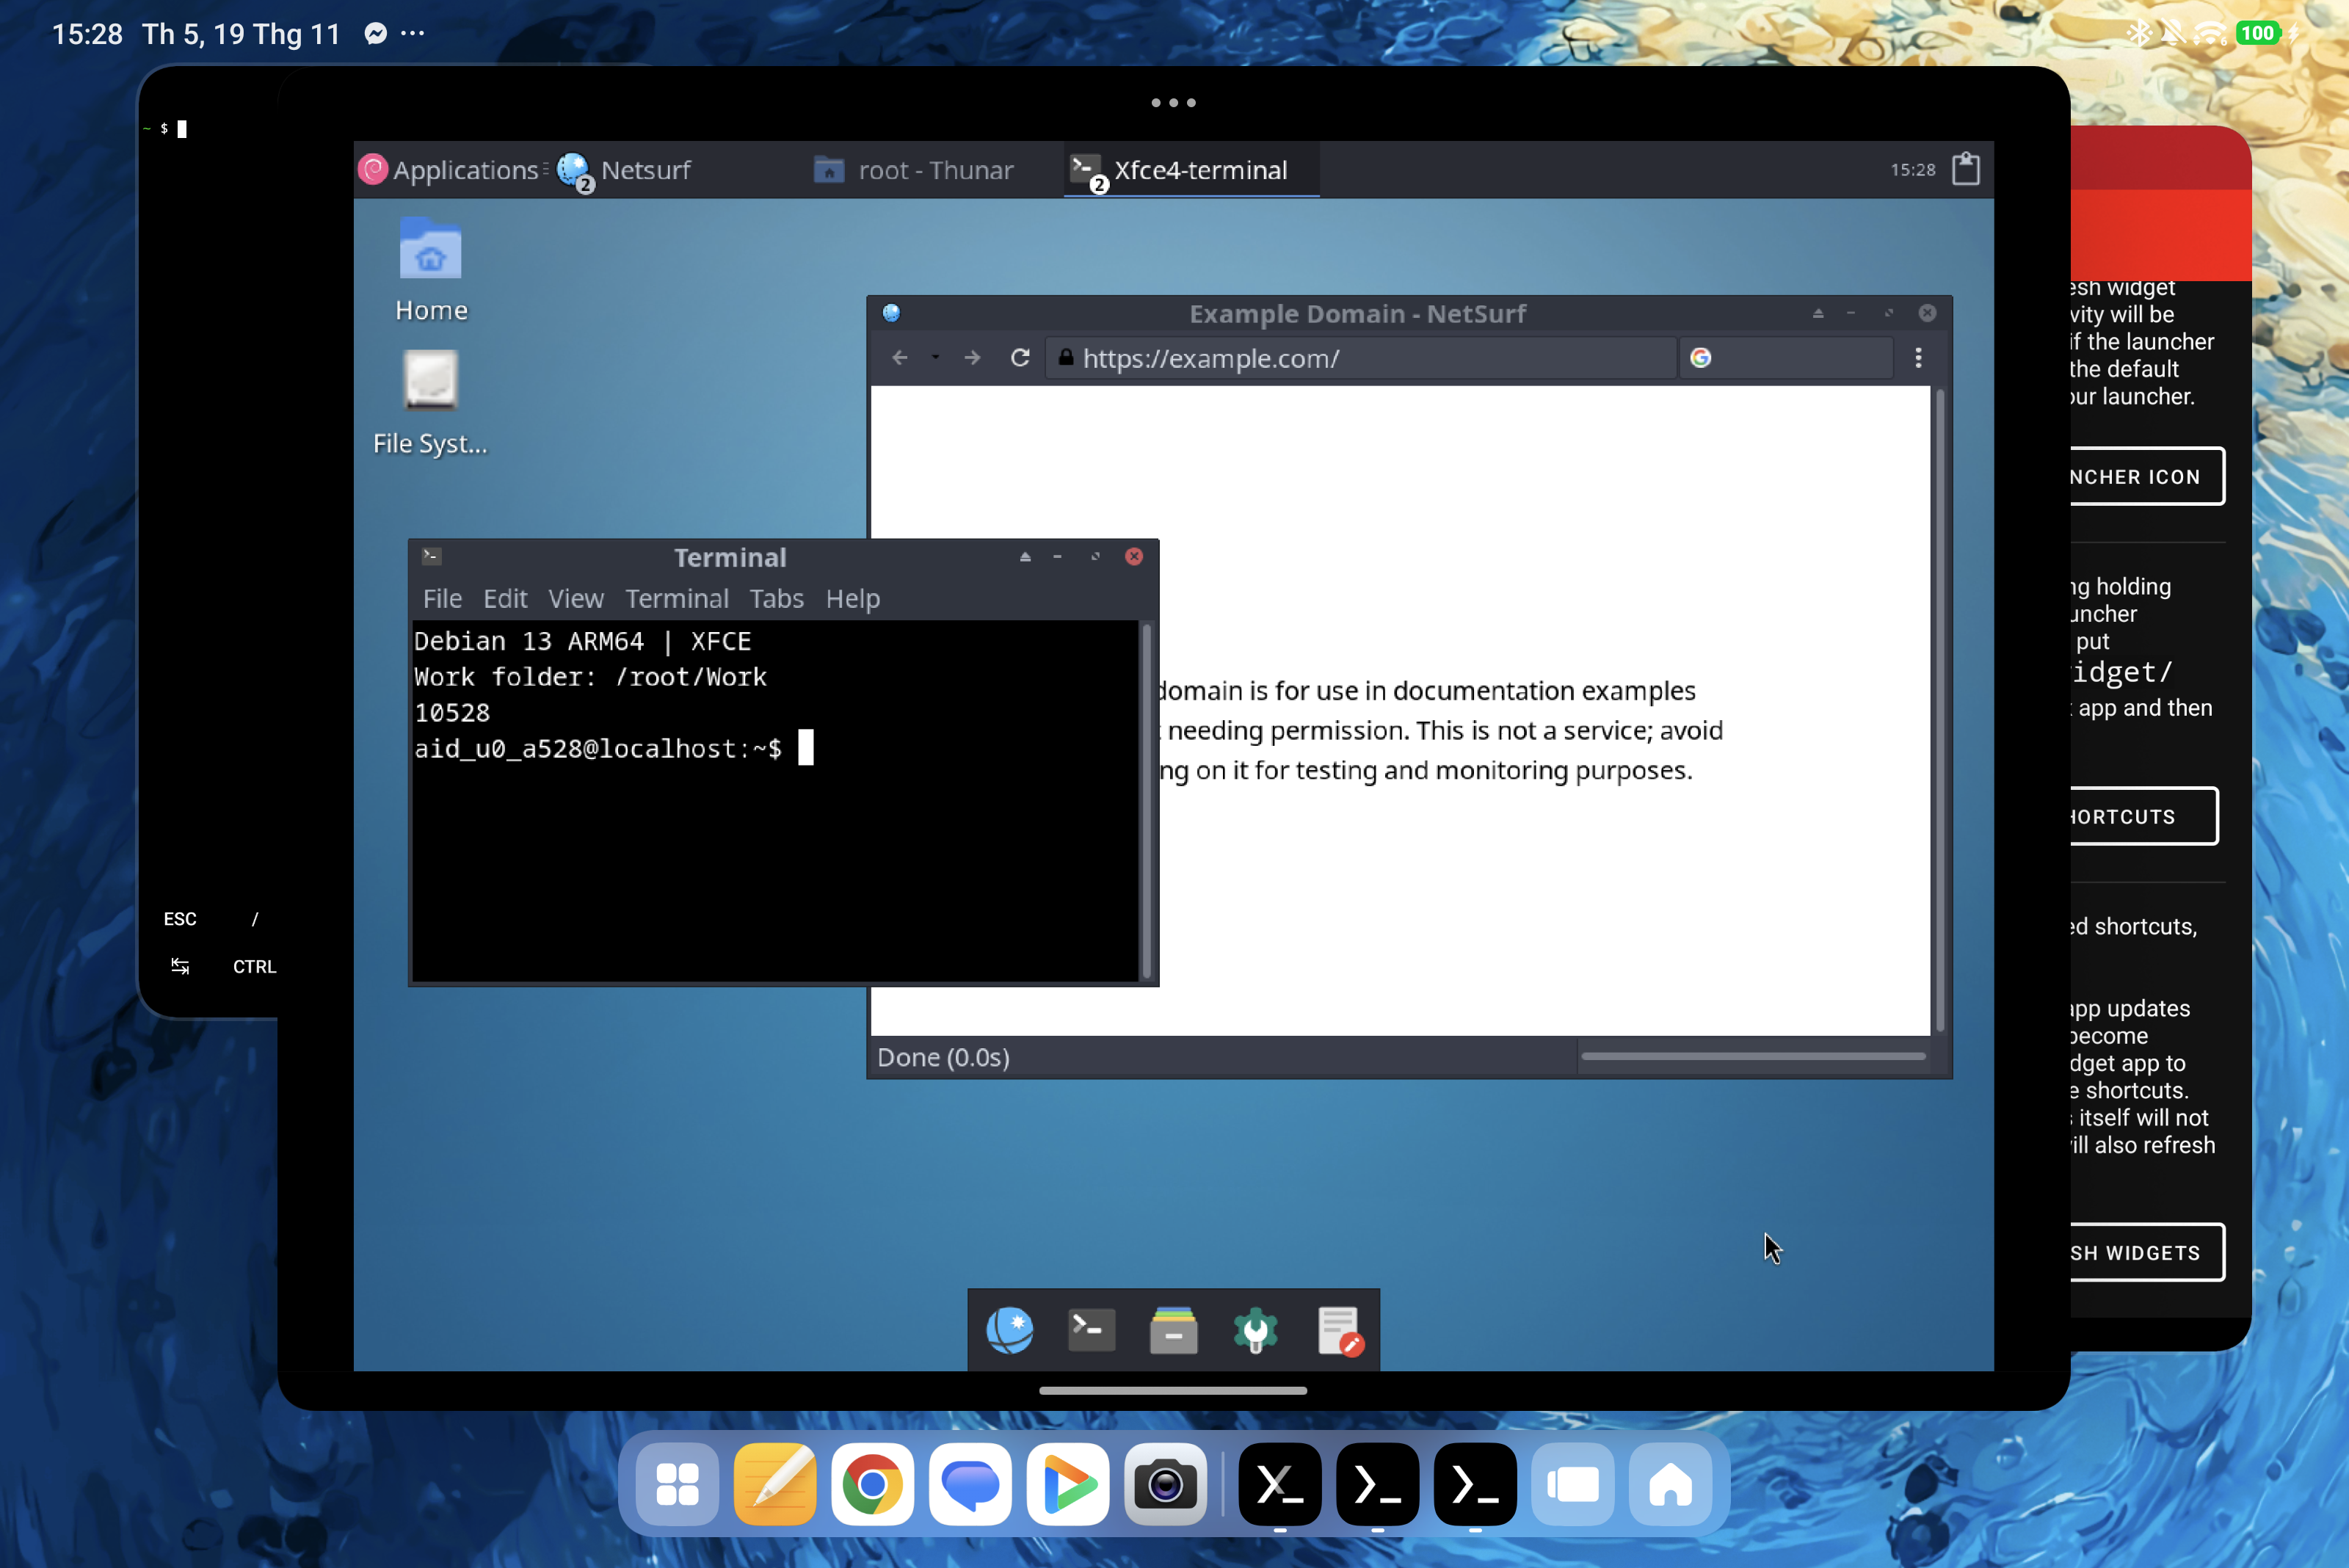 15:28 Th 5, 19 Thg 11 ...
100
~ $
Applications
2
Netsurf
root - Thunar
2
Xfce4-terminal
15:28
Home
File Syst...
Example Domain - NetSurf
https://example.com/
domain is for use in documentation examples
needing permission. This is not a service; avoid
ng on it for testing and monitoring purposes.
Done (0.0s)
Terminal
File Edit View Terminal Tabs Help
Debian 13 ARM64 | XFCE
Work folder: /root/Work
10528
aid_u0_a528@localhost:~$
ESC /
CTRL
esh widget
vity will be
if the launcher
the default
our launcher.
NCHER ICON
ng holding
uncher
put
idget/
app and then
HORTCUTS
ed shortcuts,
app updates
become
dget app to
e shortcuts.
itself will not
ill also refresh
SH WIDGETS